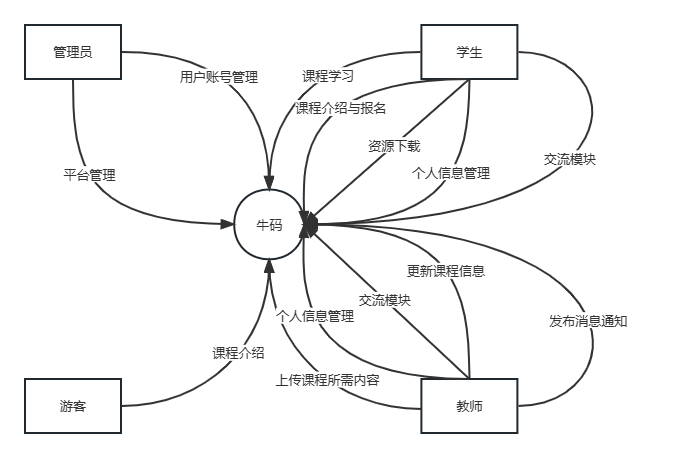 管理员
学生
用户账号管理
课程学习
课程介绍与报名
资源下载
交流模块
平台管理
个人信息管理
牛码
更新课程信息
交流模块
个人信息管理
发布消息通知
课程介绍
上传课程所需内容
游客
教师